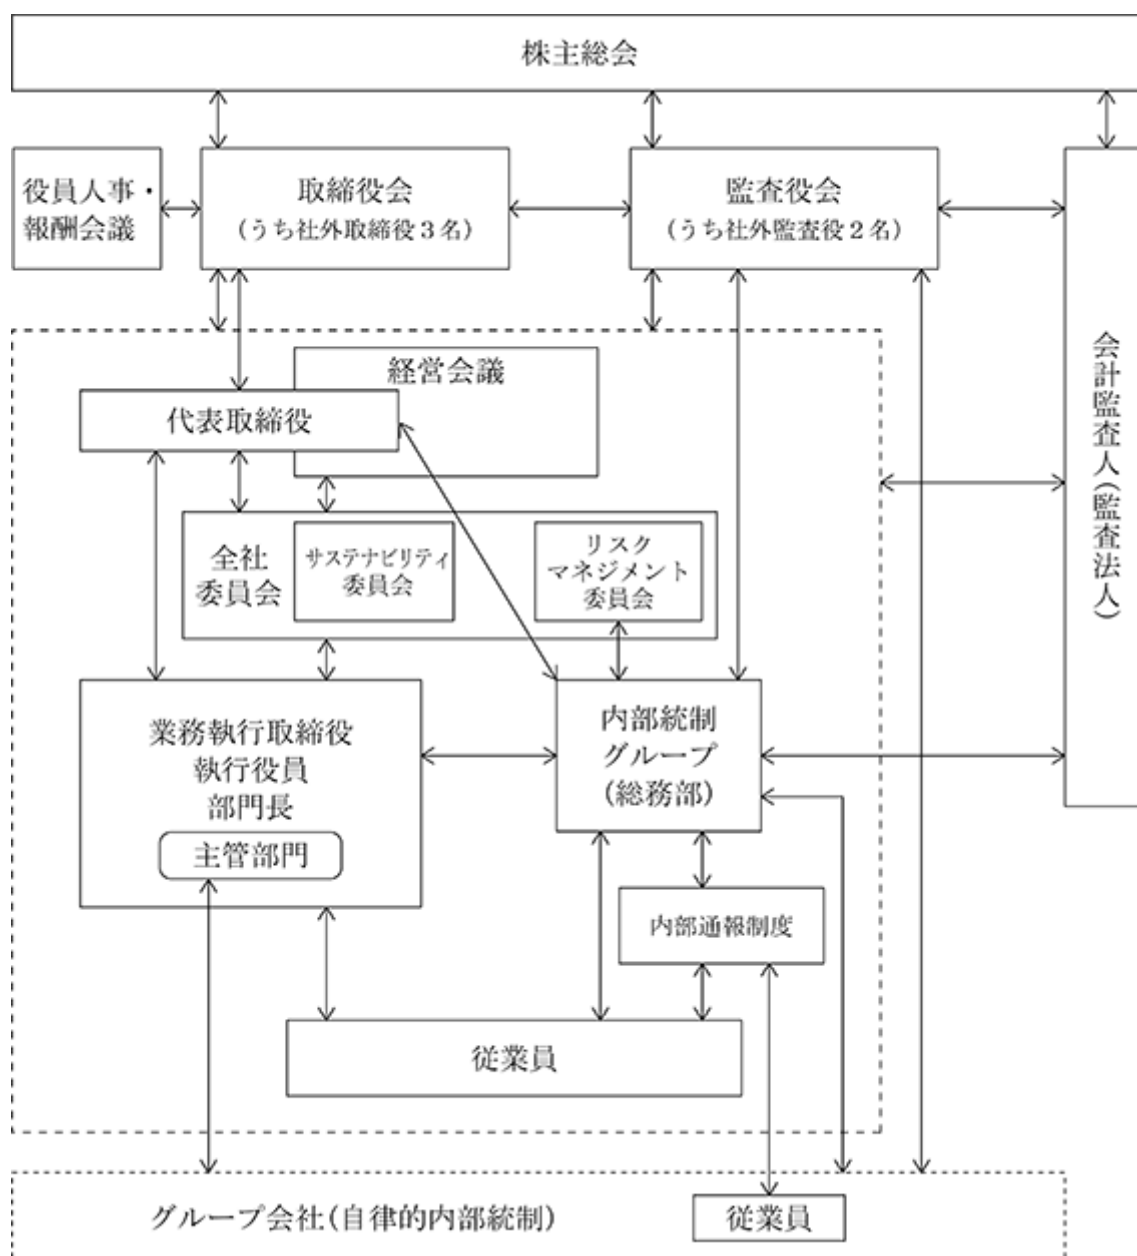 株主総会
役員人事・
報酬会議
取締役会
(うち社外取締役3名)
監査役会
(うち社外監査役2名)
会計監査人(監査法人)
経営会議
代表取締役
全社
委員会
サステナビリティ
委員会
リスク
マネジメント
委員会
業務執行取締役
執行役員
部門長
主管部門
内部統制
グループ
(総務部)
内部通報制度
従業員
グループ会社(自律的内部統制)
従業員